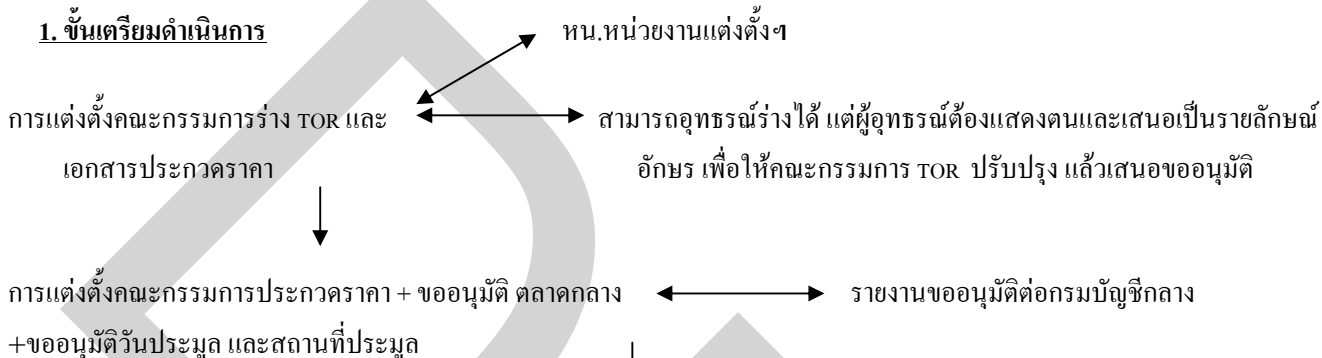 1. ขั้นเตรียมดำเนินการ
หน.หน่วยงานแต่งตั้งฯ
การแต่งตั้งคณะกรรมการร่าง TOR และ
เอกสารประกวดราคา
สามารถอุทธรณ์ร่างได้ แต่ผู้อุทธรณ์ต้องแสดงตนและเสนอเป็นรายลักษณ์
อักษร เพื่อให้คณะกรรมการ TOR ปรับปรุง แล้วเสนอขออนุมัติ
การแต่งตั้งคณะกรรมการประกวดราคา + ขออนุมัติ ตลาดกลาง
+ขออนุมัติวันประมูล และสถานที่ประมูล
รายงานขออนุมัติต่อกรมบัญชีกลาง